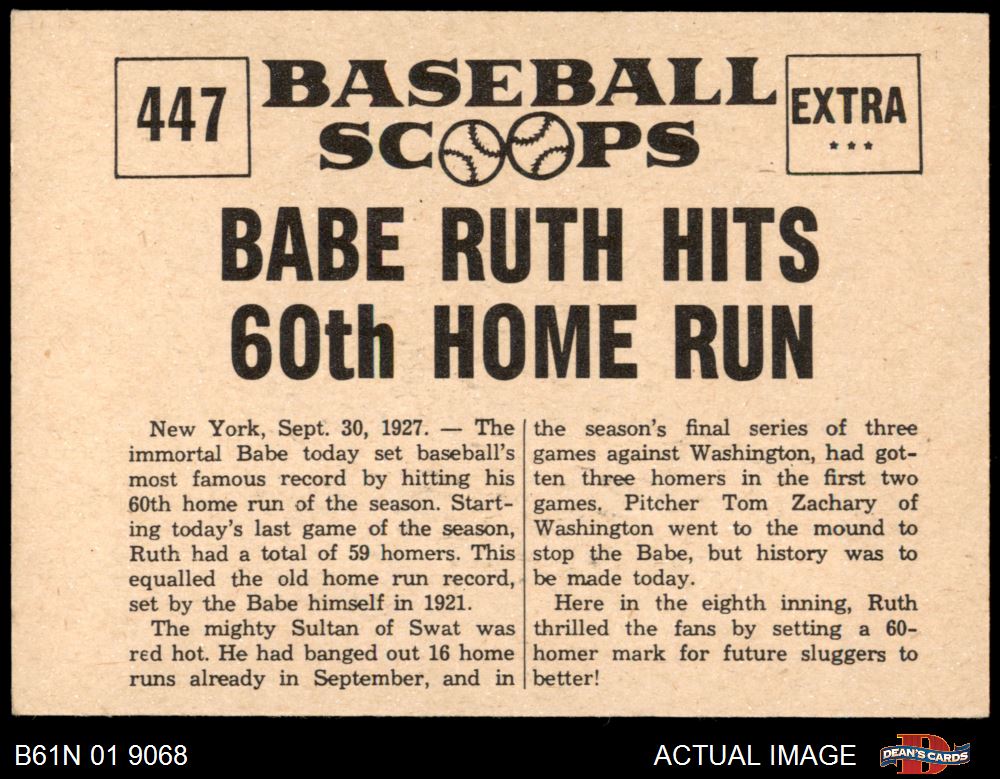 447
BASEBALL
SCOOPS
EXTRA
***
BABE RUTH HITS
60th HOME RUN
New York, Sept. 30, 1927. — The
immortal Babe today set baseball's
most famous record by hitting his
60th home run of the season. Start-
ing today's last game of the season,
Ruth had a total of 59 homers. This
equalled the old home run record,
set by the Babe himself in 1921.
The mighty Sultan of Swat was
red hot. He had banged out 16 home
runs already in September, and in
the season's final series of three
games against Washington, had got-
ten three homers in the first two
games. Pitcher Tom Zachary of
Washington went to the mound to
stop the Babe, but history was to
be made today.
Here in the eighth inning, Ruth
thrilled the fans by setting a 60-
homer mark for future sluggers to
better!
B61N 01 9068
ACTUAL IMAGE
D
DEAN'S CARDS